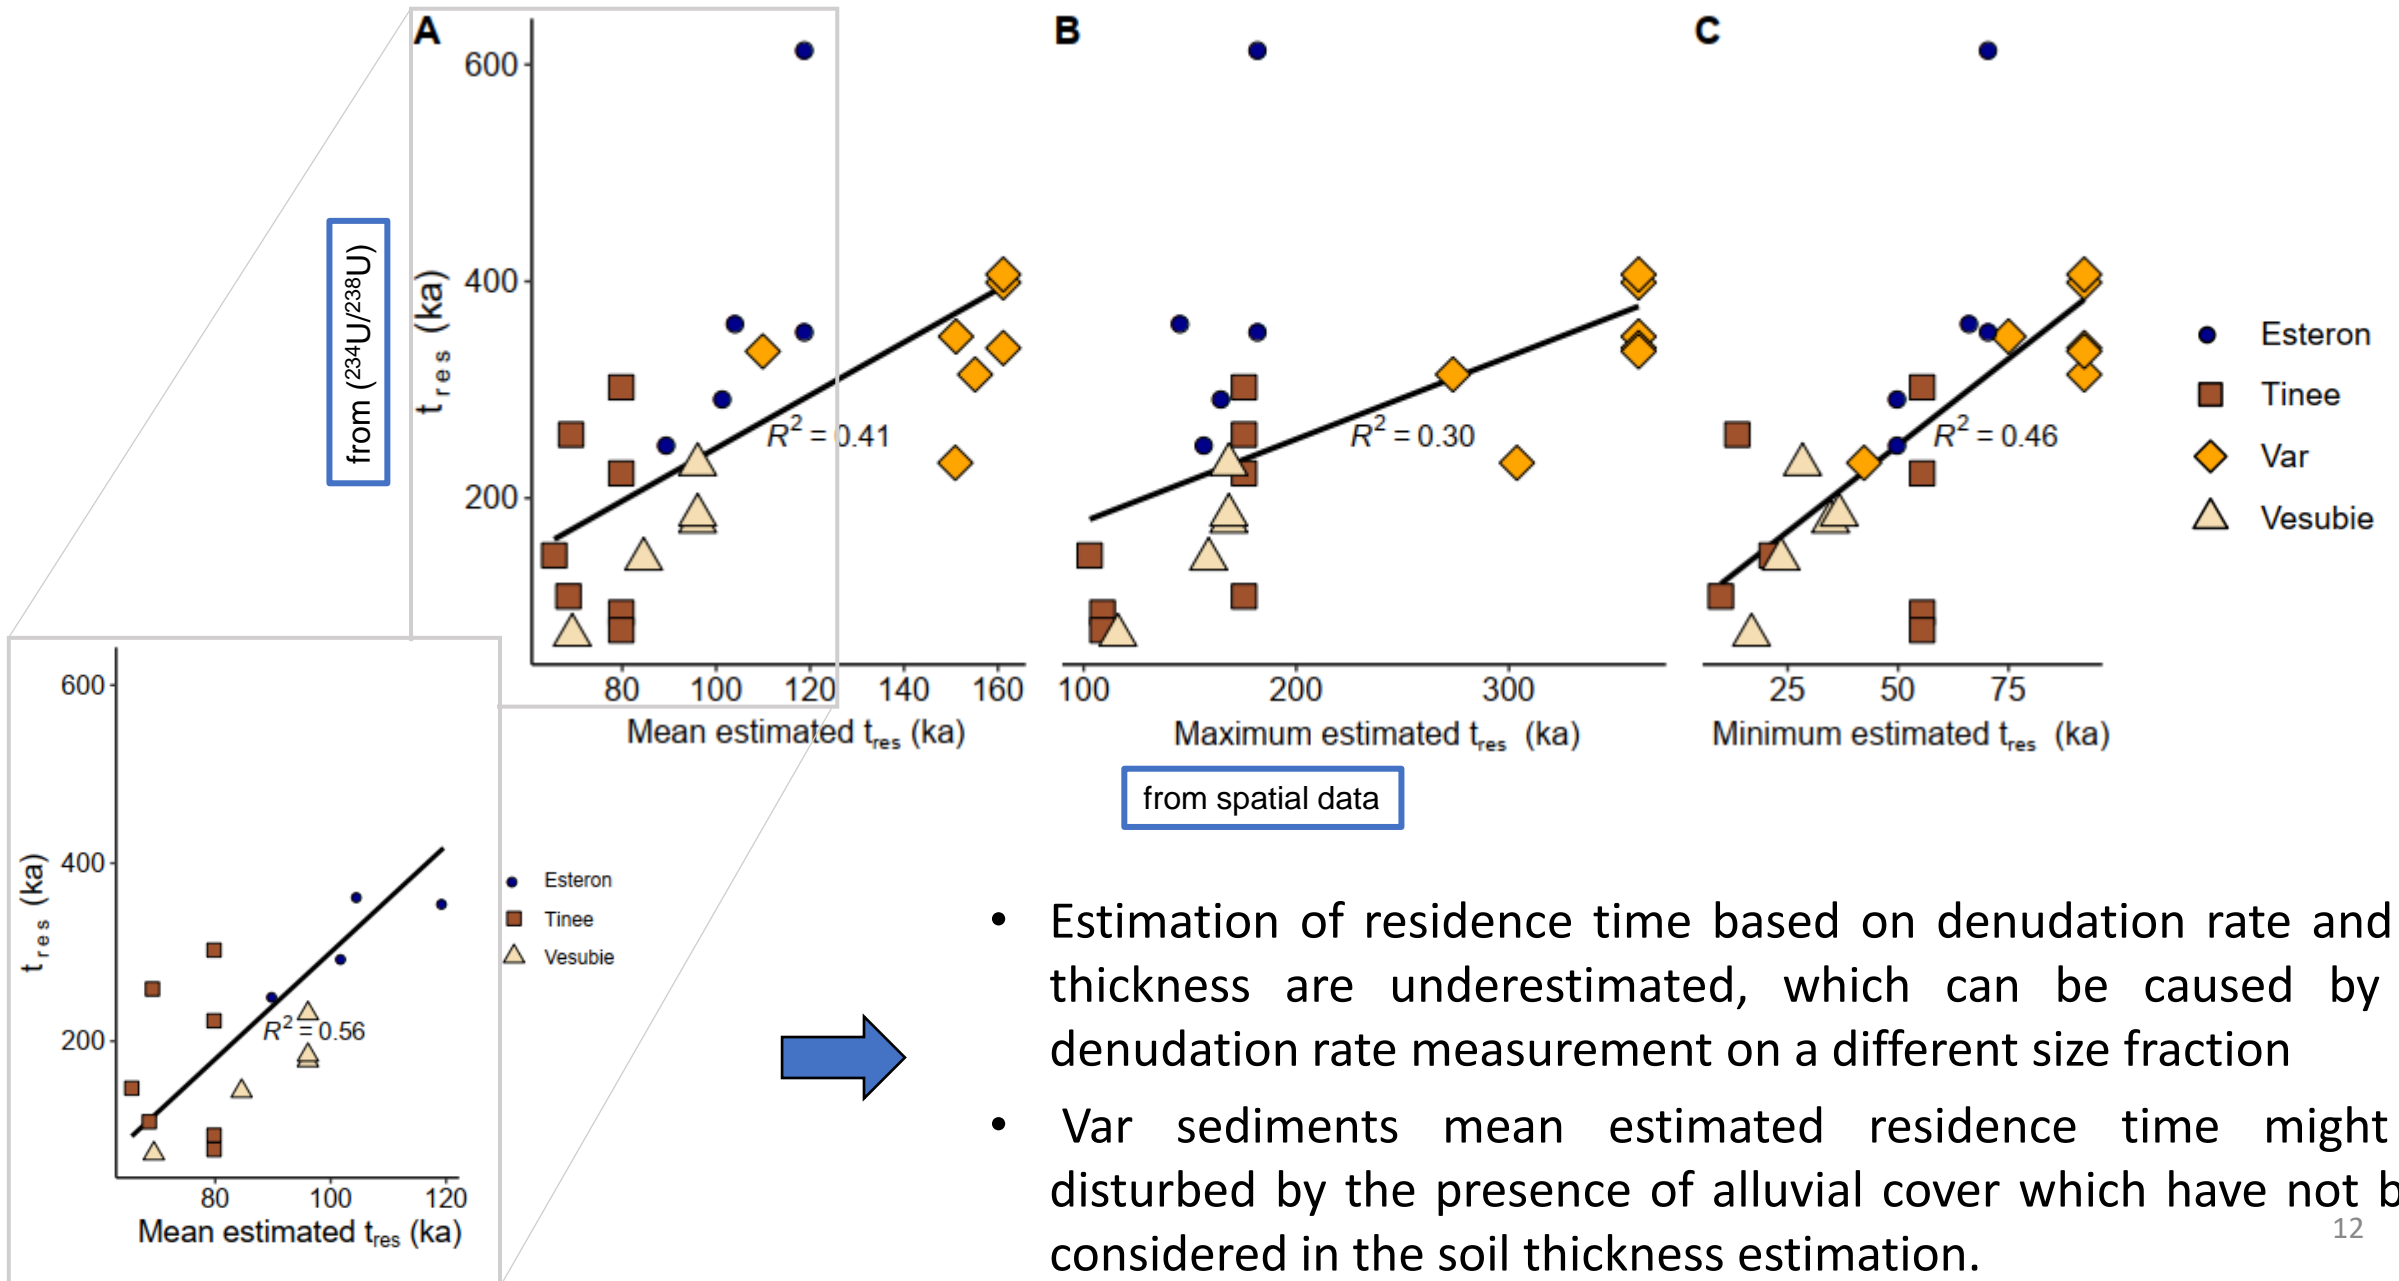 A
B
C
600
400
200
from (²³⁴U/²³⁸U)
t res (ka)
R² = 0.41
R² = 0.30
R² = 0.46
Esteron
Tinee
Var
Vesubie
80 100 120 140 160
100 200 300
25 50 75
Mean estimated tres (ka)
Maximum estimated tres (ka)
Minimum estimated tres (ka)
from spatial data
600
400
200
t res (ka)
R² = 0.56
Esteron
Tinee
Vesubie
80 100 120
Mean estimated tres (ka)
• Estimation of residence time based on denudation rate and
thickness are underestimated, which can be caused by
denudation rate measurement on a different size fraction
• Var sediments mean estimated residence time might
disturbed by the presence of alluvial cover which have not b
considered in the soil thickness estimation.
12